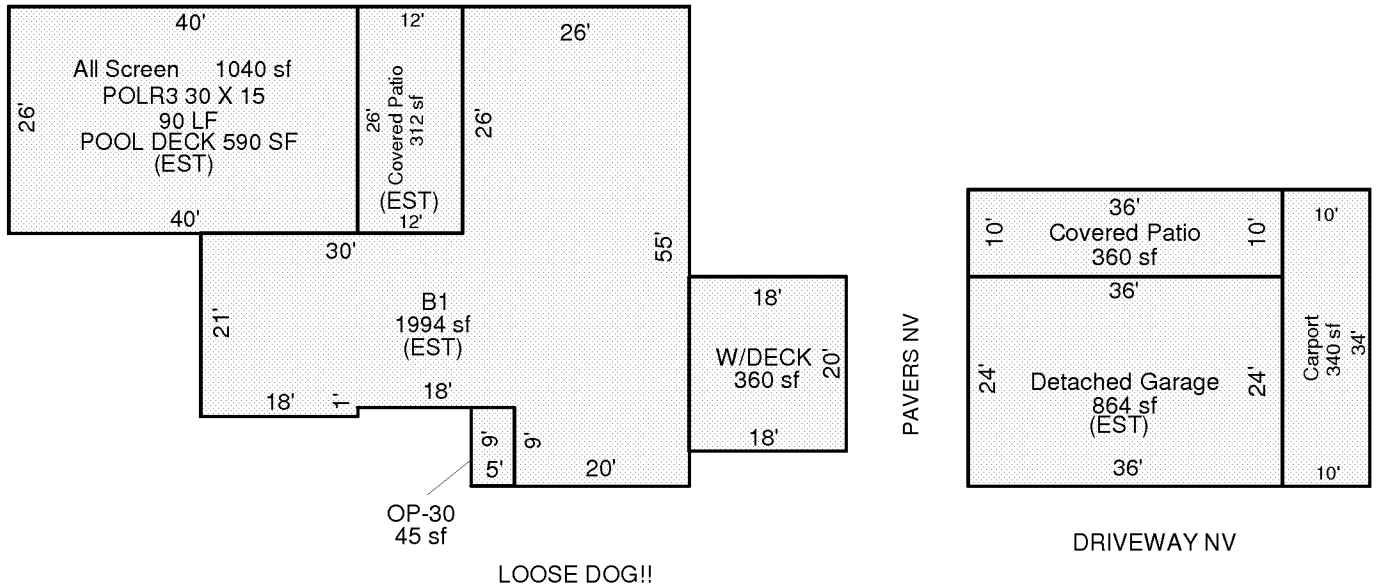 40'
All Screen 1040 sf
POLR3 30 X 15
90 LF
POOL DECK 590 SF
(EST)
26'
40'
12'
26'
Covered Patio
312 sf
(EST)
12'
26'
26'
55'
30'
21'
B1
1994 sf
(EST)
18'
1'
18'
9'
5'
9'
20'
OP-30
45 sf
LOOSE DOG!!
18'
W/DECK
360 sf
20'
18'
PAVERS NV
36'
10'
Covered Patio
360 sf
10'
36'
24'
Detached Garage
864 sf
(EST)
24'
36'
10'
Carport
340 sf
34'
10'
DRIVEWAY NV